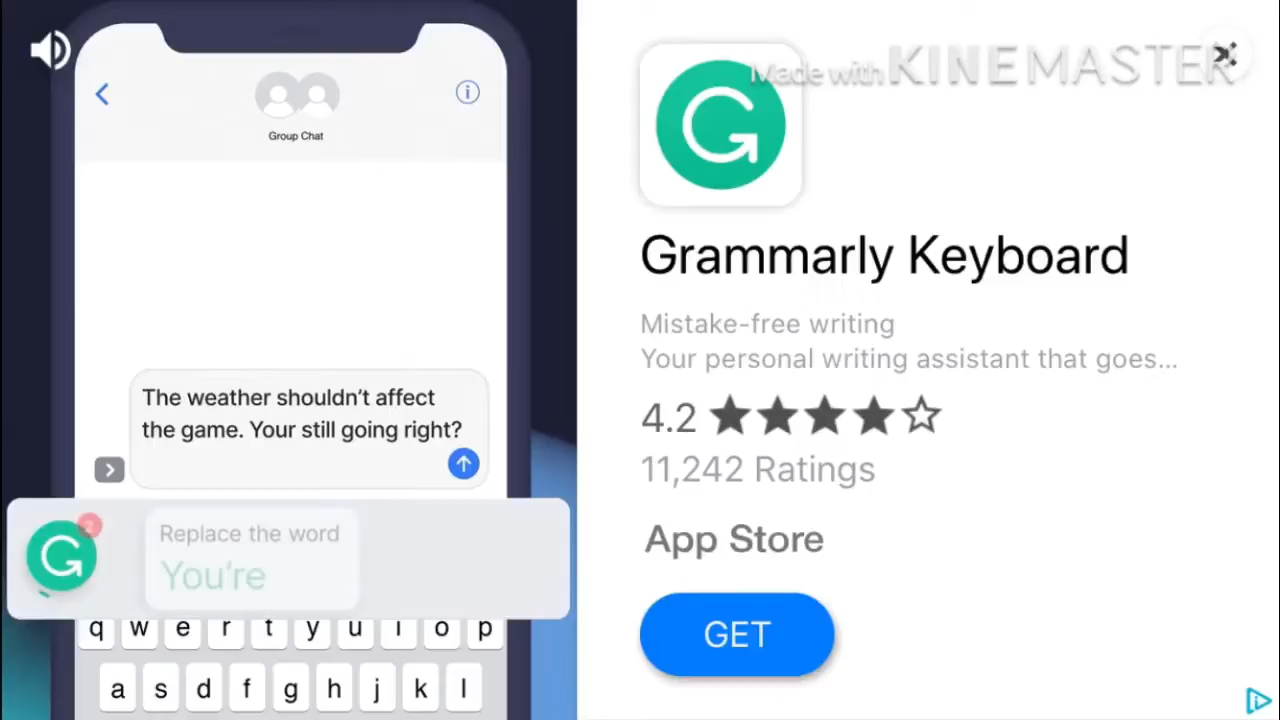 Group Chat
The weather shouldn't affect
the game. Your still going right?
2
Replace the word
You're
q w e r t y u i o p
a s d f g h j k l
Made with KINEMASTER
Grammarly Keyboard
Mistake-free writing
Your personal writing assistant that goes...
4.2
11,242 Ratings
App Store
GET